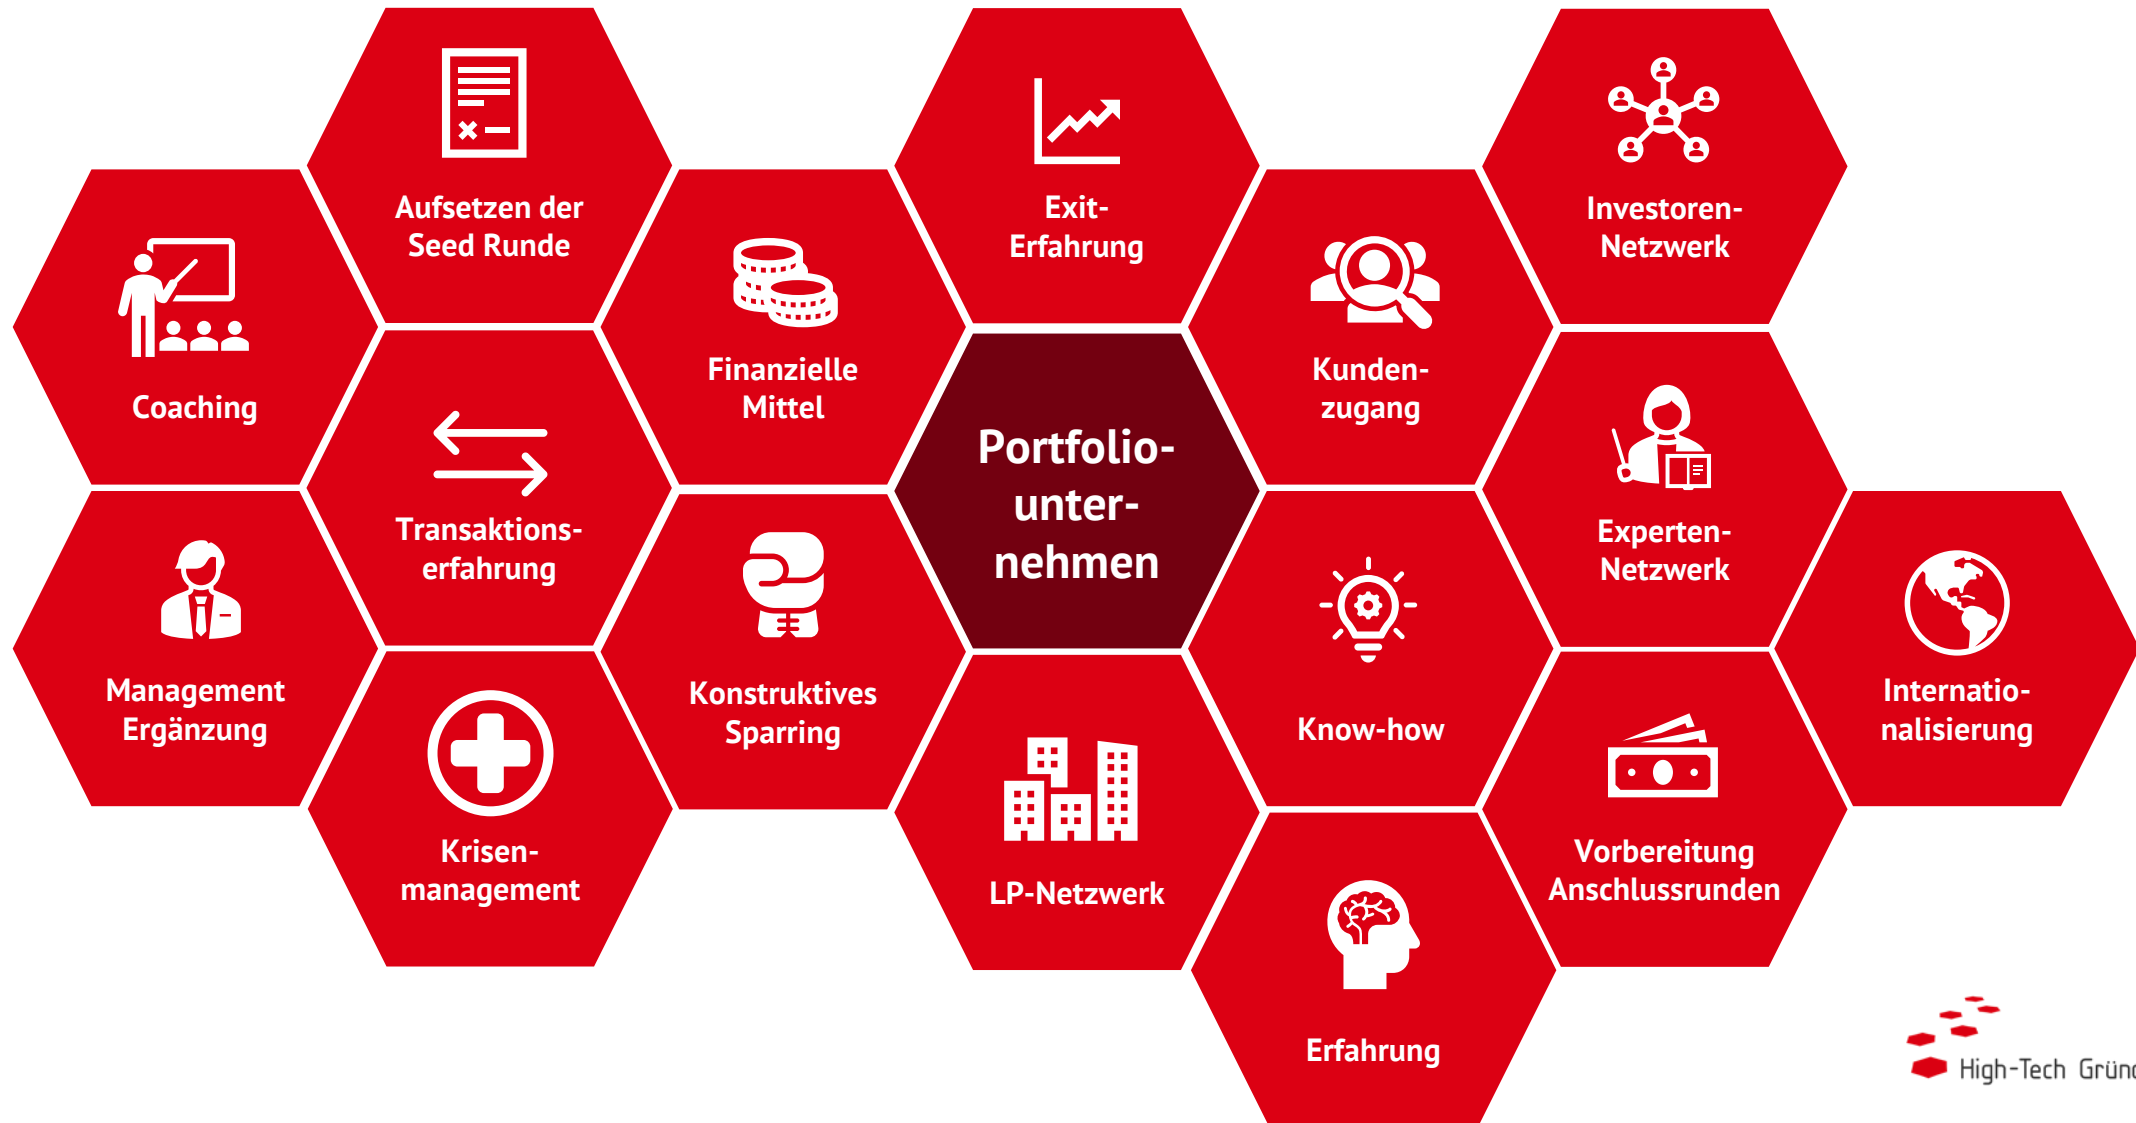 Aufsetzen der
Seed Runde
Exit-
Erfahrung
Investoren-
Netzwerk
Coaching
Finanzielle
Mittel
Kunden-
zugang
Transaktions-
erfahrung
Portfolio-
unter-
nehmen
Experten-
Netzwerk
Management
Ergänzung
Konstruktives
Sparring
Know-how
Internatio-
nalisierung
Krisen-
management
LP-Netzwerk
Vorbereitung
Anschlussrunden
Erfahrung
High-Tech